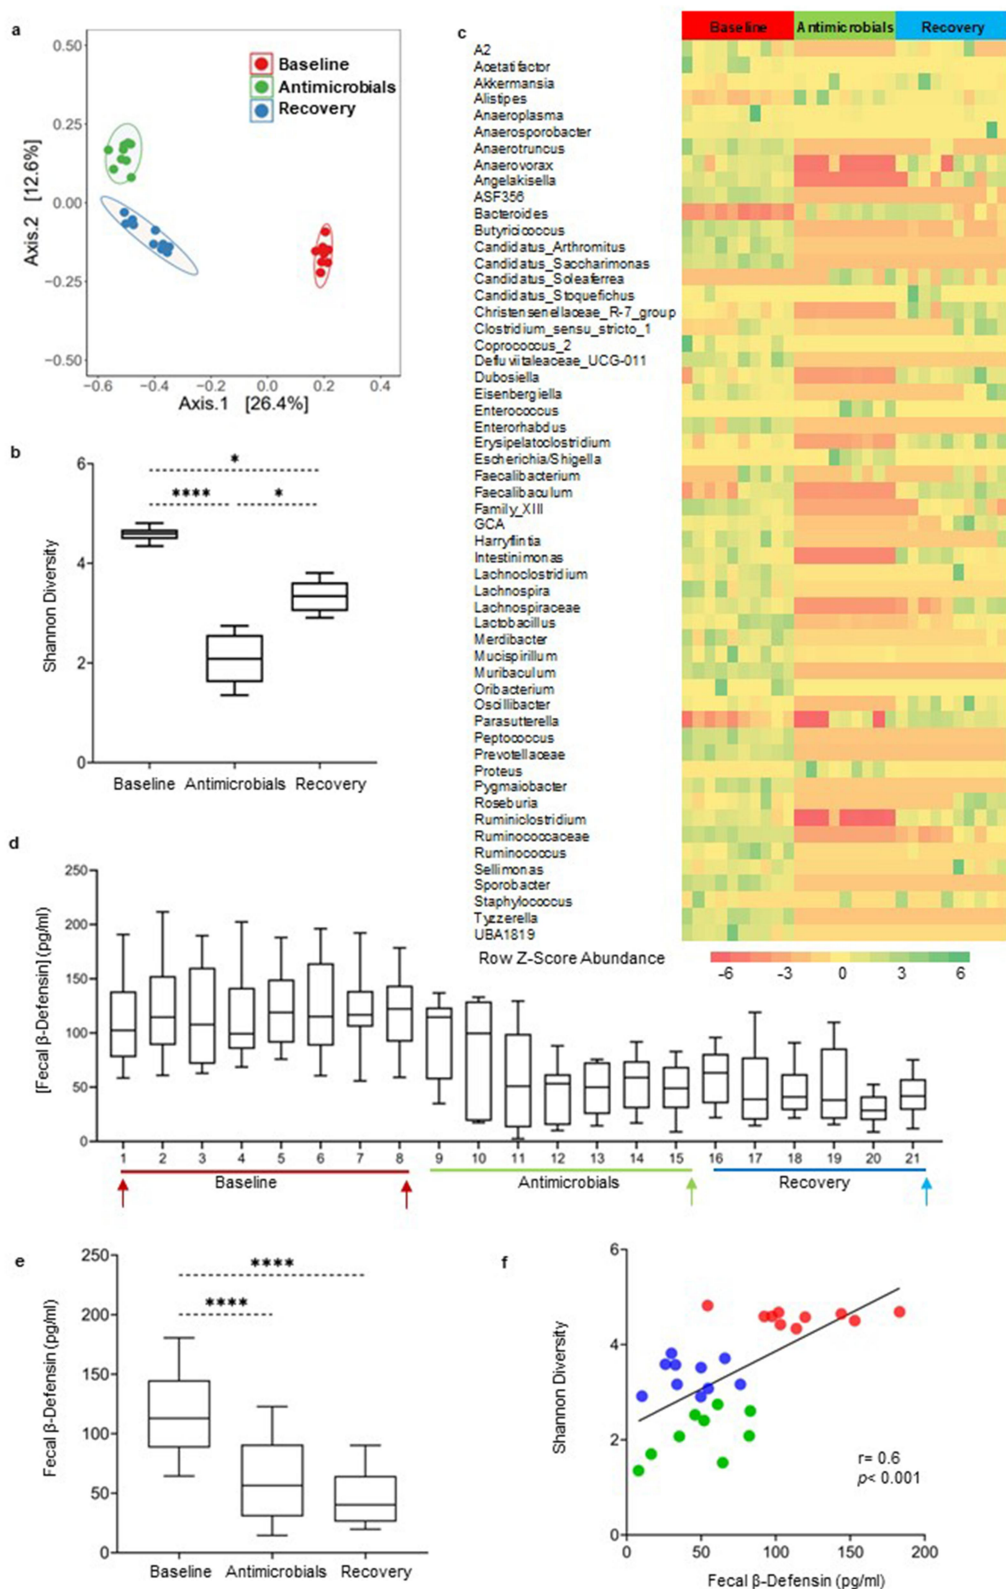 a
0.50
0.25
0.00
−0.25
−0.50
Axis.2 [12.6%]
−0.6 −0.4 −0.2 0.0 0.2 0.4
Axis.1 [26.4%]
Baseline
Antimicrobials
Recovery
b
6
4
2
0
Shannon Diversity
****
*
*
Baseline Antimicrobials Recovery
c
Baseline Antimicrobials Recovery
A2
Acetatifactor
Akkermansia
Alistipes
Anaeroplasma
Anaerosporobacter
Anaerotruncus
Anaerovorax
Angelakisella
ASF356
Bacteroides
Butyricicoccus
Candidatus_Arthromitus
Candidatus_Saccharimonas
Candidatus_Soleaferrea
Candidatus_Stoquefichus
Christensenellaceae_R-7_group
Clostridium_sensu_stricto_1
Coprococcus_2
Defluviitaleaceae_UCG-011
Dubosiella
Eisenbergiella
Enterococcus
Enterorhabdus
Erysipelatoclostridium
Escherichia/Shigella
Faecalibacterium
Faecalibaculum
Family_XIII
GCA
Harryflintia
Intestinimonas
Lachnoclostridium
Lachnospira
Lachnospiraceae
Lactobacillus
Merdibacter
Mucispirillum
Muribaculum
Oribacterium
Oscillibacter
Parasutterella
Peptococcus
Prevotellaceae
Proteus
Pygmaiobacter
Roseburia
Ruminiclostridium
Ruminococcaceae
Ruminococcus
Sellimonas
Sporobacter
Staphylococcus
Tyzzerella
UBA1819
Row Z-Score Abundance
-6 -3 0 3 6
d
250
200
150
100
50
0
[Fecal β-Defensin] (pg/ml)
1 2 3 4 5 6 7 8 9 10 11 12 13 14 15 16 17 18 19 20 21
Baseline Antimicrobials Recovery
e
250
200
150
100
50
0
Fecal β-Defensin (pg/ml)
****
****
Baseline Antimicrobials Recovery
f
6
4
2
0
Shannon Diversity
r= 0.6
p< 0.001
0 50 100 150 200
Fecal β-Defensin (pg/ml)